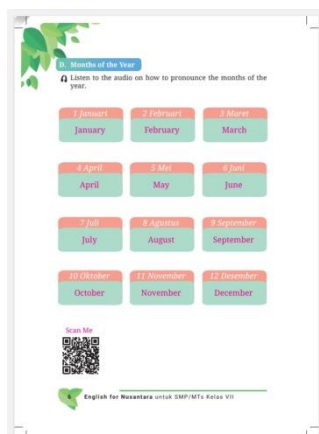 D. Months of the Year
Listen to the audio on how to pronounce the months of the
year.
1 Januari
January
2 Februari
February
3 Maret
March
4 April
April
5 Mei
May
6 Juni
June
7 Juli
July
8 Agustus
August
9 September
September
10 Oktober
October
11 November
November
12 Desember
December
Scan Me
6 English for Nusantara untuk SMP/MTs Kelas VII